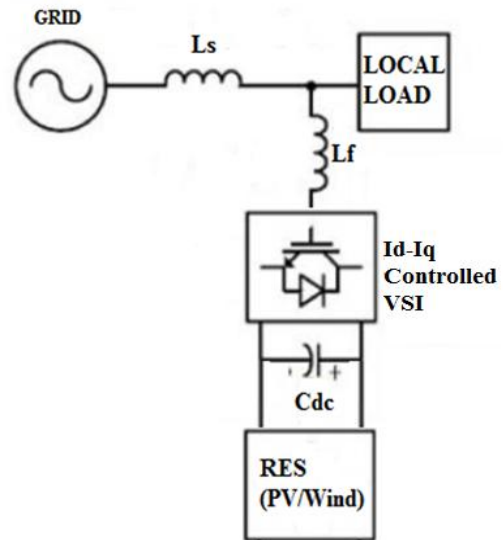 GRID
Ls
LOCAL
LOAD
Lf
Id-Iq
Controlled
VSI
- +
Cdc
RES
(PV/Wind)